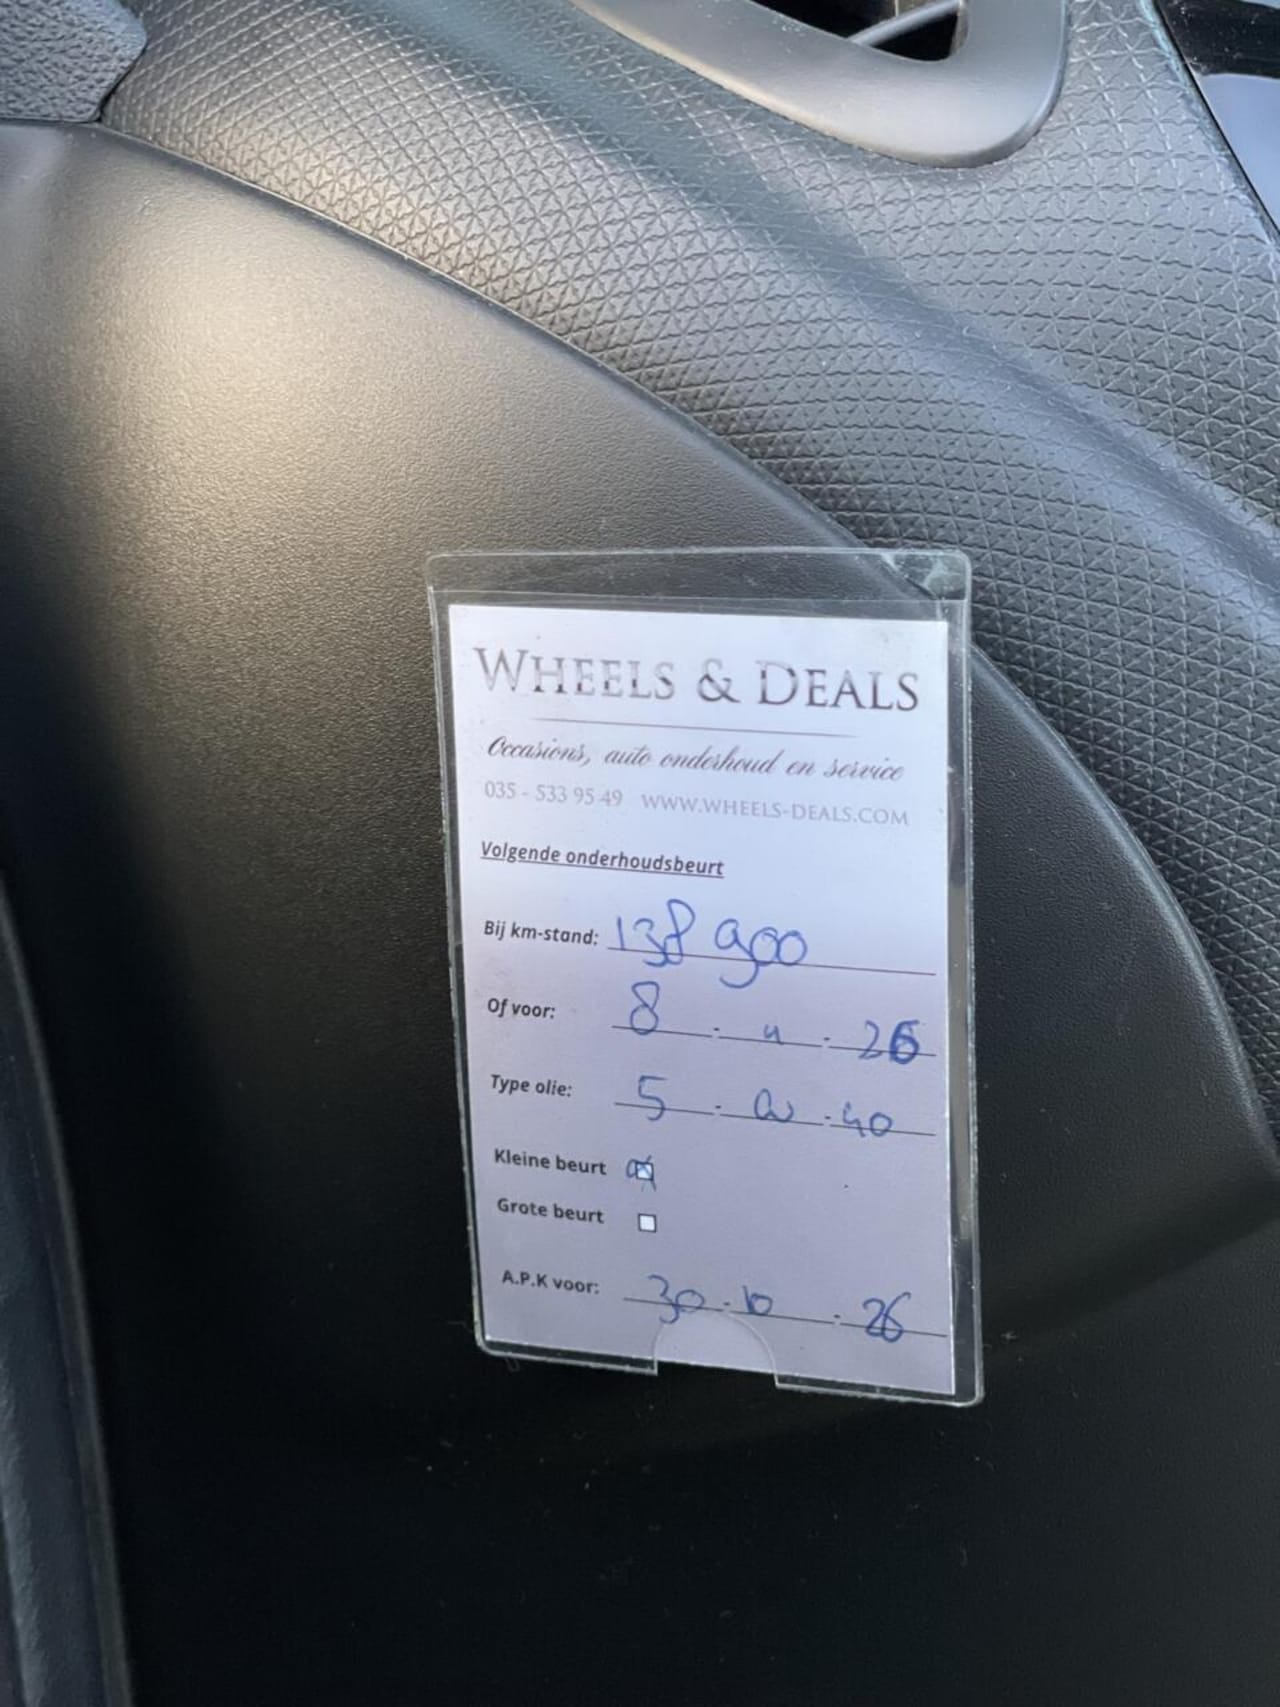 WHEELS & DEALS
Occasions, auto onderhoud en service
035 - 533 95 49 WWW.WHEELS-DEALS.COM
Volgende onderhoudsbeurt
Bij km-stand: 138 900
Of voor: 8 - - 26
Type olie: 5 - W - 40
Kleine beurt
Grote beurt
A.P.K voor: 30 - 10 - 26